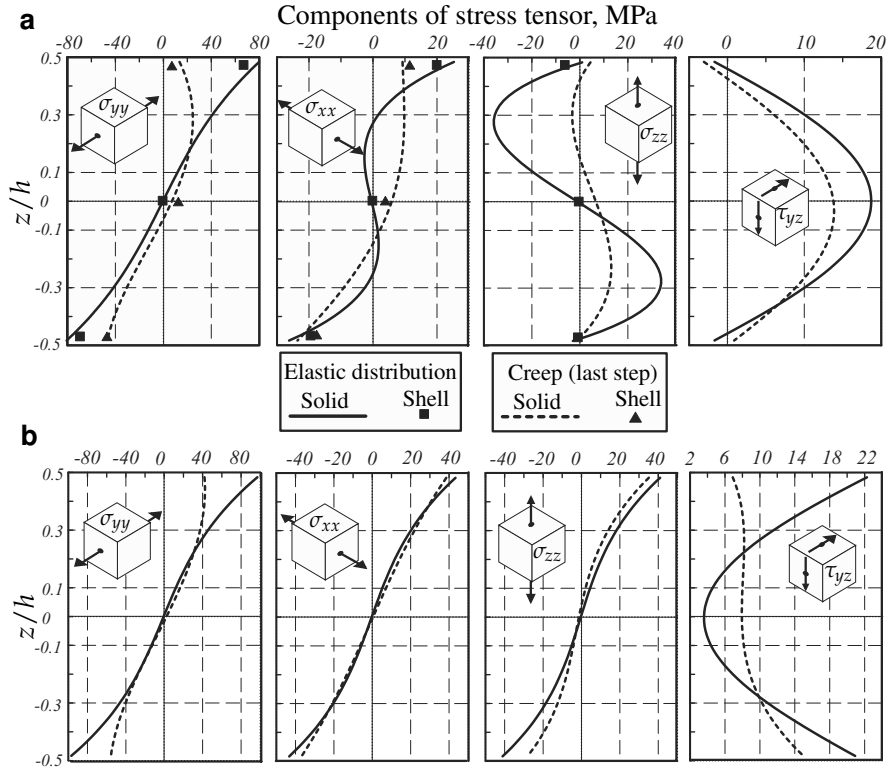 a
Components of stress tensor, MPa
-80 -40 0 40 80
-20 0 20
-40 -20 0 20 40
0 10 20
0.5
0.3
0.1
0
-0.1
-0.3
-0.5
z/h
σyy
σxx
σzz
τyz
Elastic distribution
Solid Shell
Creep (last step)
Solid Shell
b
-80 -40 0 40 80
-40 -20 0 20 40
-40 -20 0 20 40
2 6 10 14 18 22
0.5
0.3
0.1
0
-0.1
-0.3
-0.5
z/h
σyy
σxx
σzz
τyz